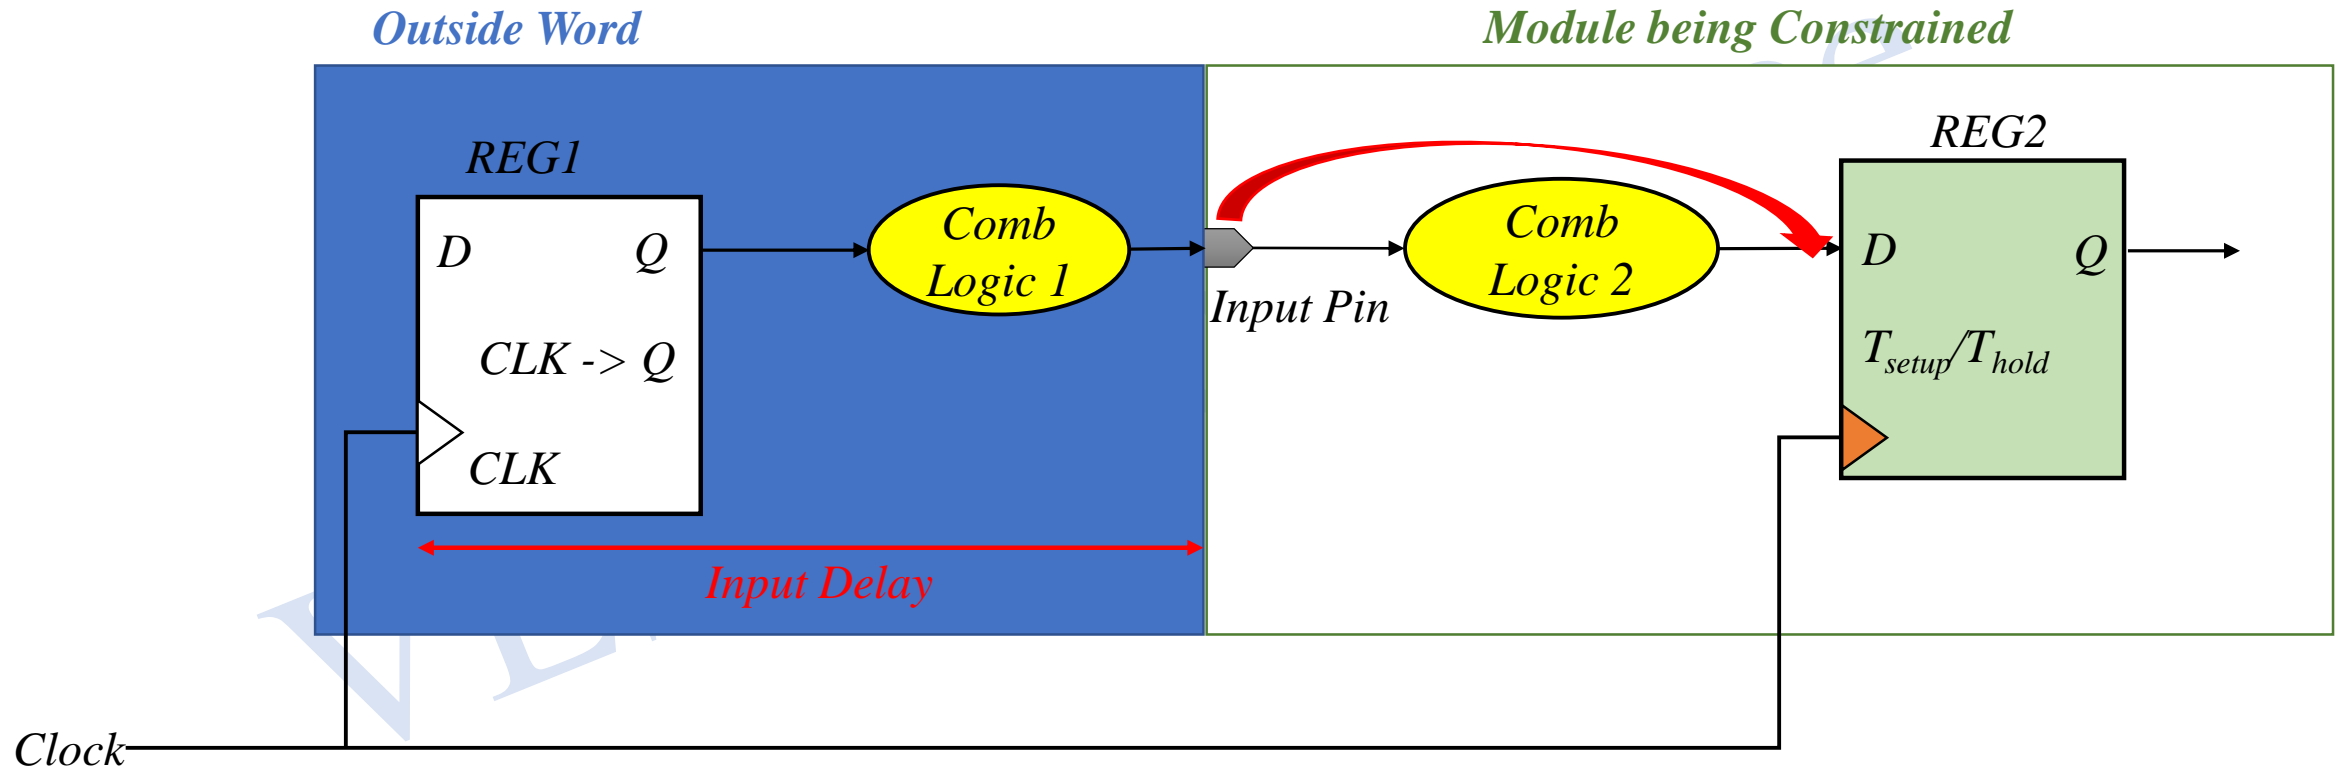 Outside Word
Module being Constrained
REG1
REG2
D
Q
Comb
Logic 1
Comb
Logic 2
D
Q
Input Pin
CLK -> Q
Tsetup/Thold
CLK
Input Delay
Clock